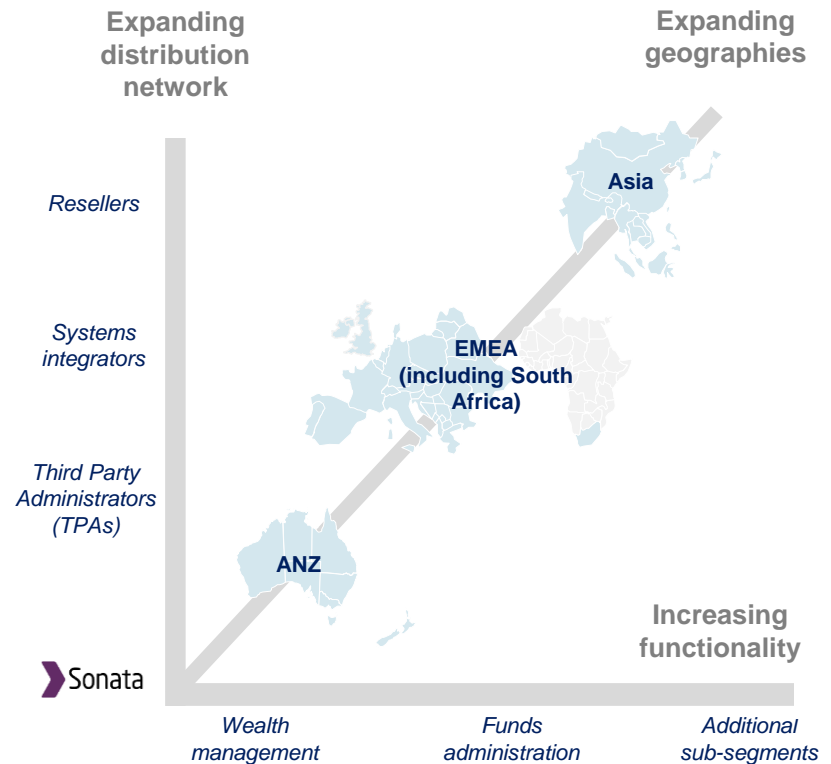 Expanding
distribution
network
Expanding
geographies
Resellers
Asia
Systems
integrators
EMEA
(including South
Africa)
Third Party
Administrators
(TPAs)
ANZ
Increasing
functionality
Sonata
Wealth
management
Funds
administration
Additional
sub-segments